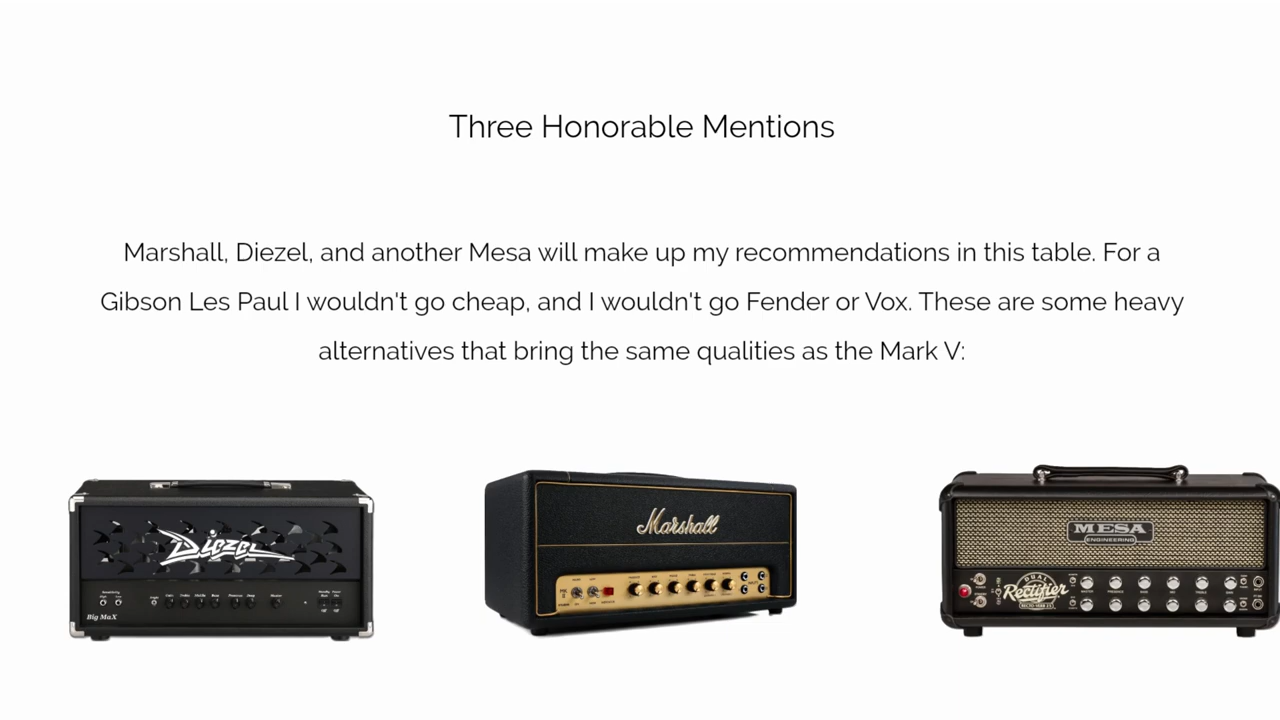 Three Honorable Mentions
Marshall, Diezel, and another Mesa will make up my recommendations in this table. For a
Gibson Les Paul I wouldn't go cheap, and I wouldn't go Fender or Vox. These are some heavy
alternatives that bring the same qualities as the Mark V:
Diezel
Big MaX
Marshall
MESA
ENGINEERING
DUAL
Rectifier